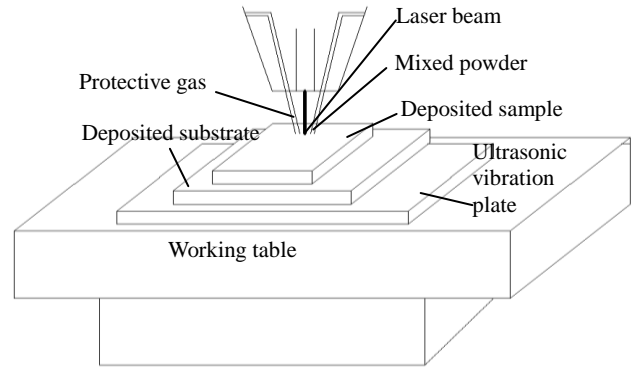 Laser beam
Mixed powder
Protective gas
Deposited sample
Deposited substrate
Ultrasonic
vibration
plate
Working table